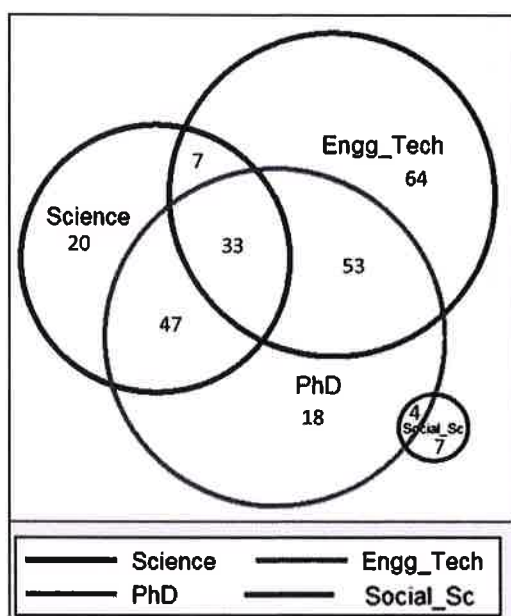 Engg_Tech
64
7
Science
20
33
53
47
PhD
18
4
Social_Sc
7
Science Engg_Tech
PhD Social_Sc